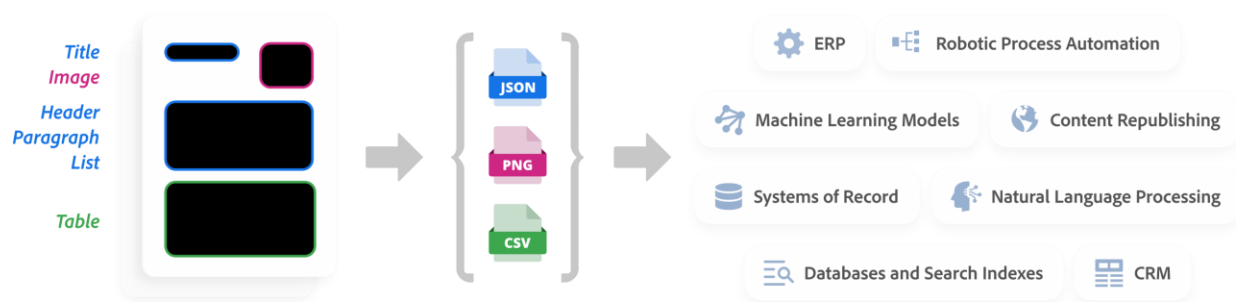 Title
Image
Header
Paragraph
List
Table
JSON
PNG
CSV
ERP
Robotic Process Automation
Machine Learning Models
Content Republishing
Systems of Record
Natural Language Processing
Databases and Search Indexes
CRM